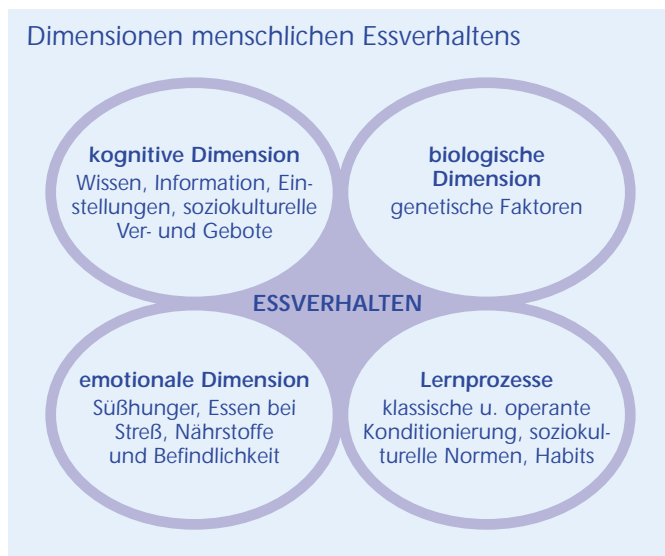 Dimensionen menschlichen Essverhaltens
kognitive Dimension
Wissen, Information, Ein-
stellungen, soziokulturelle
Ver- und Gebote
biologische
Dimension
genetische Faktoren
ESSVERHALTEN
emotionale Dimension
Süßhunger, Essen bei
Streß, Nährstoffe
und Befindlichkeit
Lernprozesse
klassische u. operante
Konditionierung, soziokul-
turelle Normen, Habits